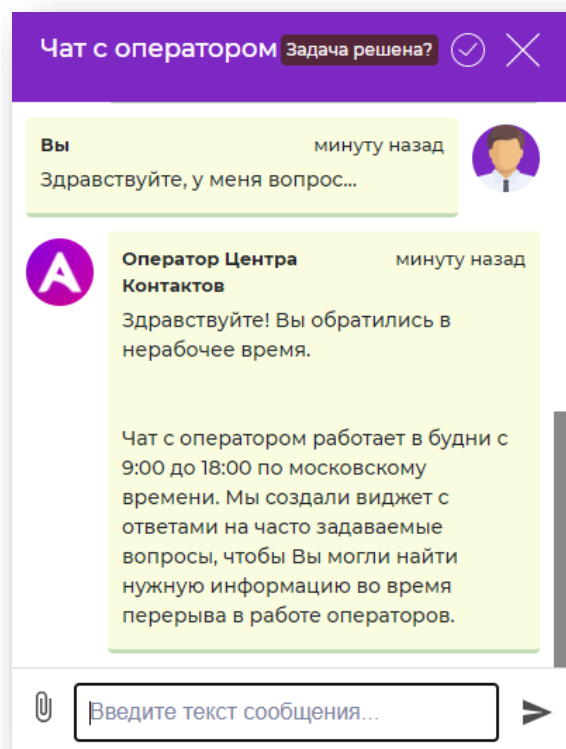 Чат с оператором Задача решена?
Вы минуту назад
Здравствуйте, у меня вопрос...
A
Оператор Центра минуту назад
Контактов
Здравствуйте! Вы обратились в
нерабочее время.
Чат с оператором работает в будни с
9:00 до 18:00 по московскому
времени. Мы создали виджет с
ответами на часто задаваемые
вопросы, чтобы Вы могли найти
нужную информацию во время
перерыва в работе операторов.
Введите текст сообщения...